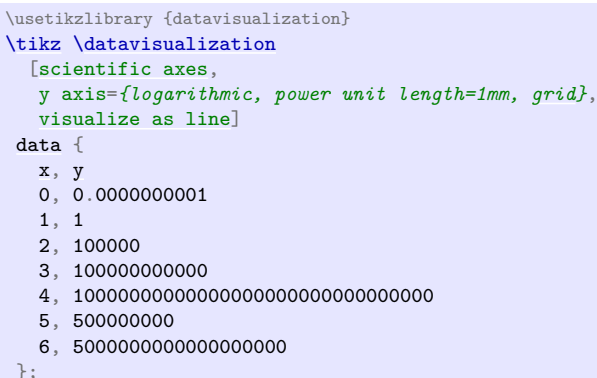 \usetikzlibrary {datavisualization}
\tikz \datavisualization
[scientific axes,
y axis={logarithmic, power unit length=1mm, grid},
visualize as line]
data {
x, y
0, 0.0000000001
1, 1
2, 100000
3, 100000000000
4, 10000000000000000000000000000000
5, 500000000
6, 5000000000000000000
};